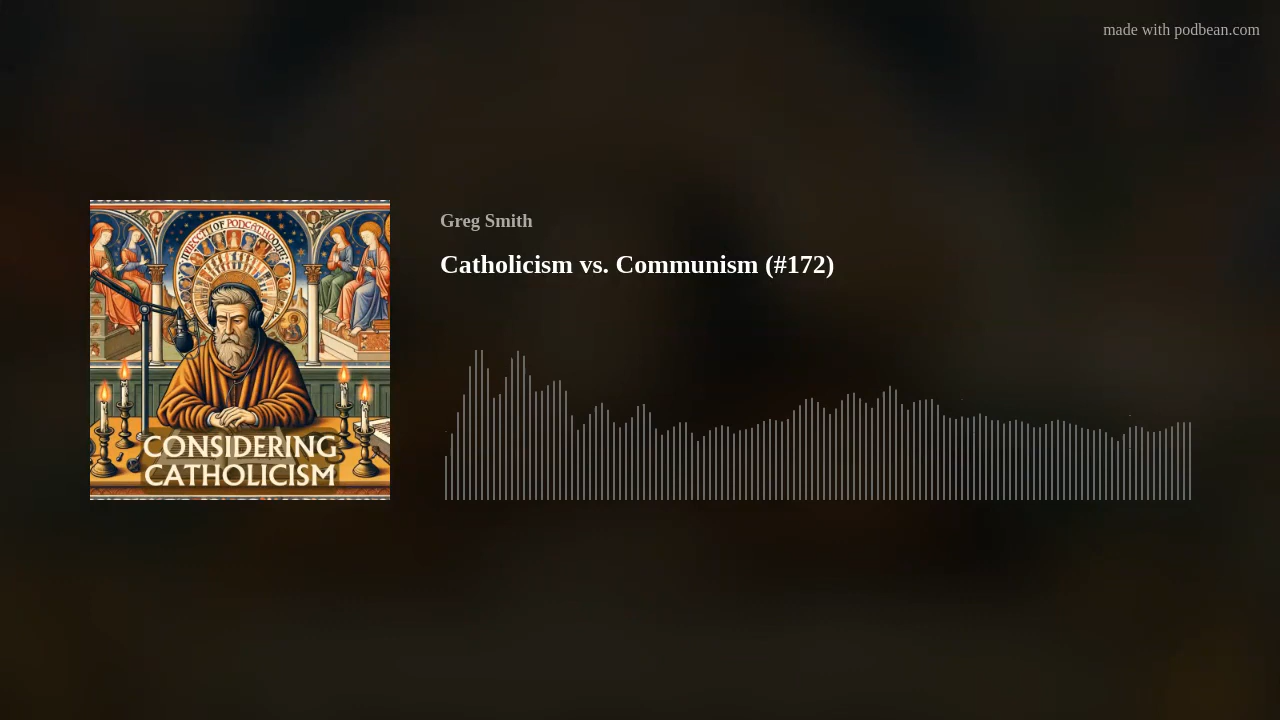 made with podbean.com
Greg Smith
Catholicism vs. Communism (#172)
CONSIDERING
CATHOLICISM